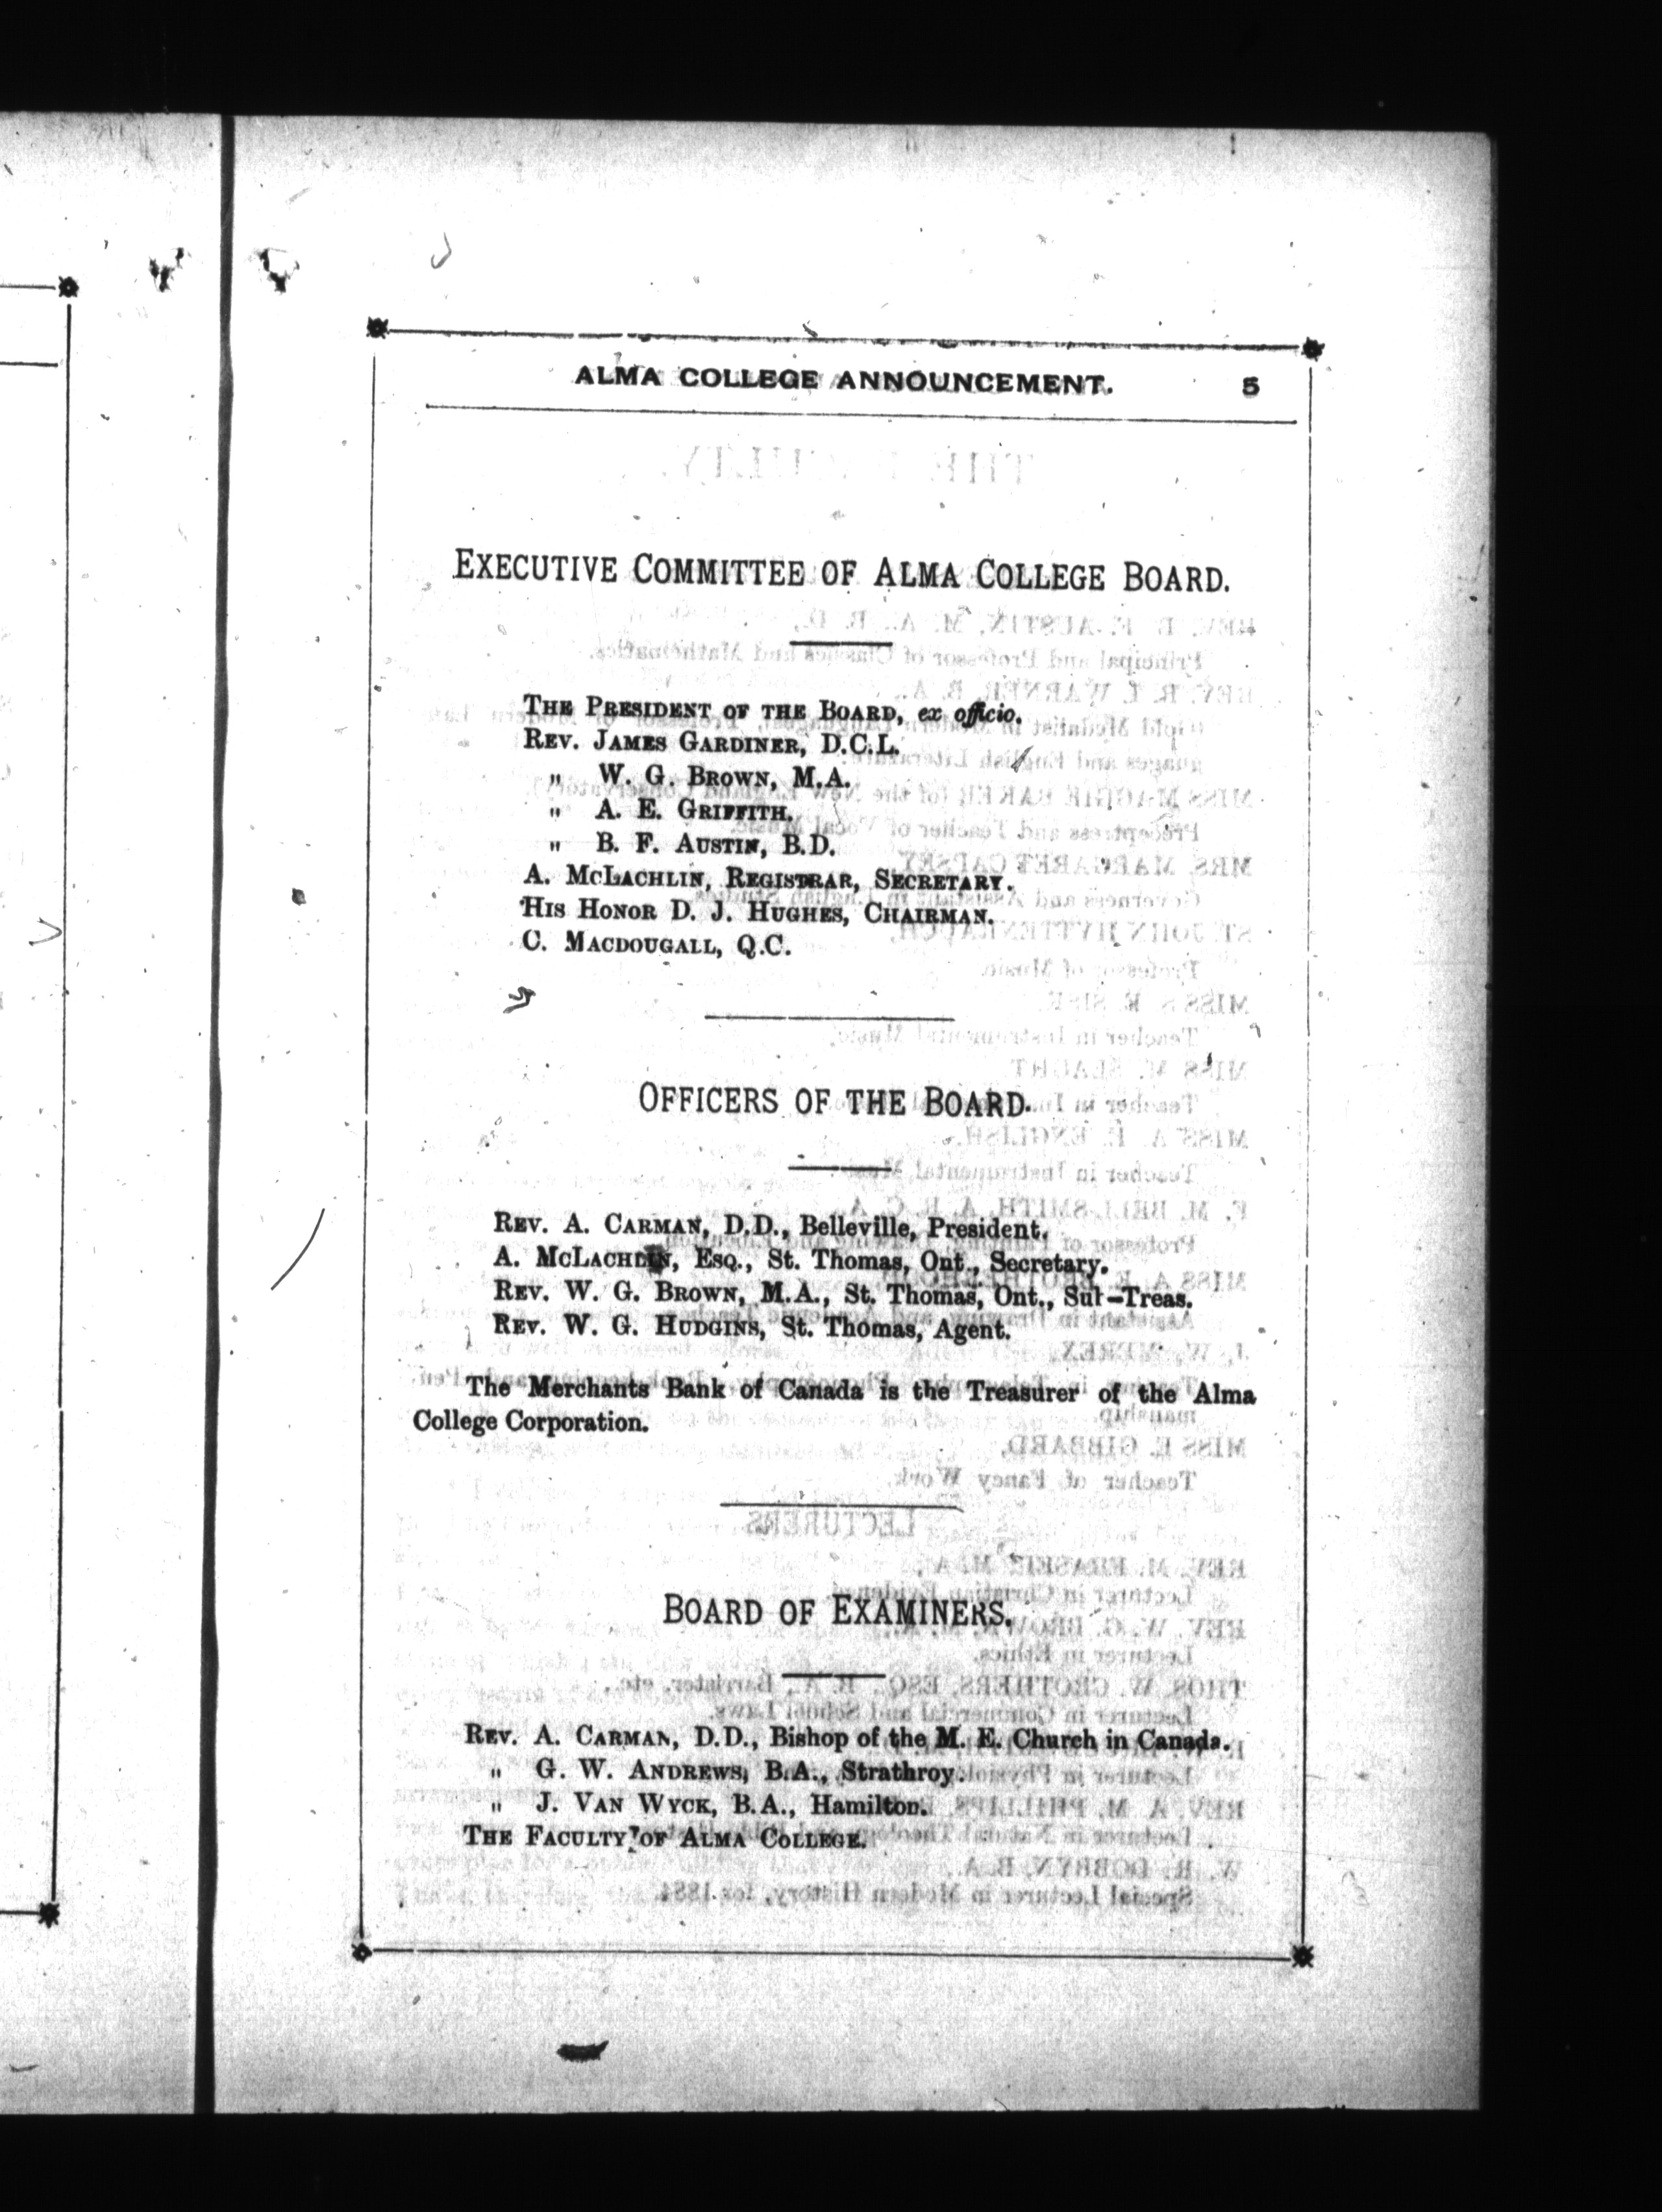 ALMA COLLEGE ANNOUNCEMENT. 5
EXECUTIVE COMMITTEE OF ALMA COLLEGE BOARD.
THE PRESIDENT OF THE BOARD, ex officio.
REV. JAMES GARDINER, D.C.L.
" W. G. BROWN, M.A.
" A. E. GRIFFITH.
" B. F. AUSTIN, B.D.
A. MCLACHLIN, REGISTRAR, SECRETARY.
HIS HONOR D. J. HUGHES, CHAIRMAN.
C. MACDOUGALL, Q.C.
OFFICERS OF THE BOARD.
REV. A. CARMAN, D.D., Belleville, President.
A. MCLACHLIN, ESQ., St. Thomas, Ont., Secretary.
REV. W. G. BROWN, M.A., St. Thomas, Ont., Sub-Treas.
REV. W. G. HUDGINS, St. Thomas, Agent.
The Merchants Bank of Canada is the Treasurer of the Alma
College Corporation.
BOARD OF EXAMINERS.
REV. A. CARMAN, D.D., Bishop of the M. E. Church in Canada.
" G. W. ANDREWS, B.A., Strathroy.
" J. VAN WYCK, B.A., Hamilton.
THE FACULTY OF ALMA COLLEGE.